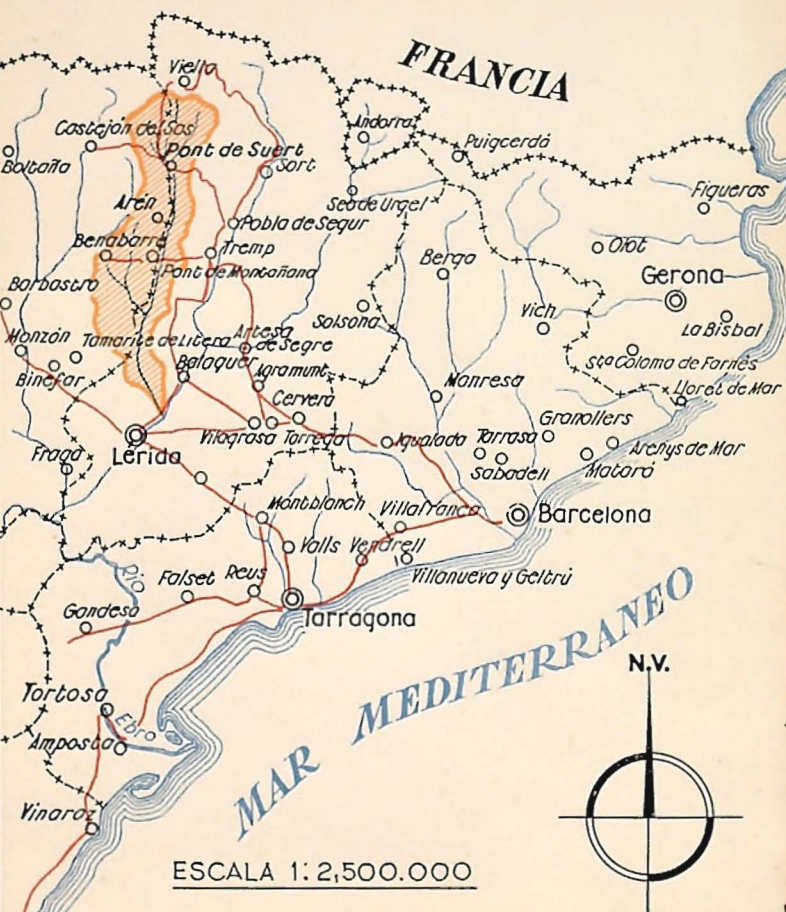 FRANCIA
Viella
Andorra
Castejón de Sos
Puigcerdá
Pont de Suert
Boltaña
Sort
Seo de Urgel
Figueras
Arén
Pobla de Segur
Benabarre
Tremp
Olot
Berga
Pont de Montañana
Gerona
Barbastro
Solsona
Vich
La Bisbal
Monzón
Tamarite de Litera
Artesa
de Segre
Sta Coloma de Farnés
Balaguer
Agramunt
Binefar
Manresa
Lloret de Mar
Cervera
Granollers
Vilagrasa
Tarrega
Igualada
Tarrasa
Arenys de Mar
Fraga
Lérida
Sabadell
Mataró
Montblanch
Villafranca
Barcelona
Valls
Vendrell
Rio
Falset
Reus
Villanueva y Geltrú
Gandesa
Tarragona
MAR MEDITERRANEO
N.V.
Tortosa
Ebro
Amposta
Vinaroz
ESCALA 1:2,500.000